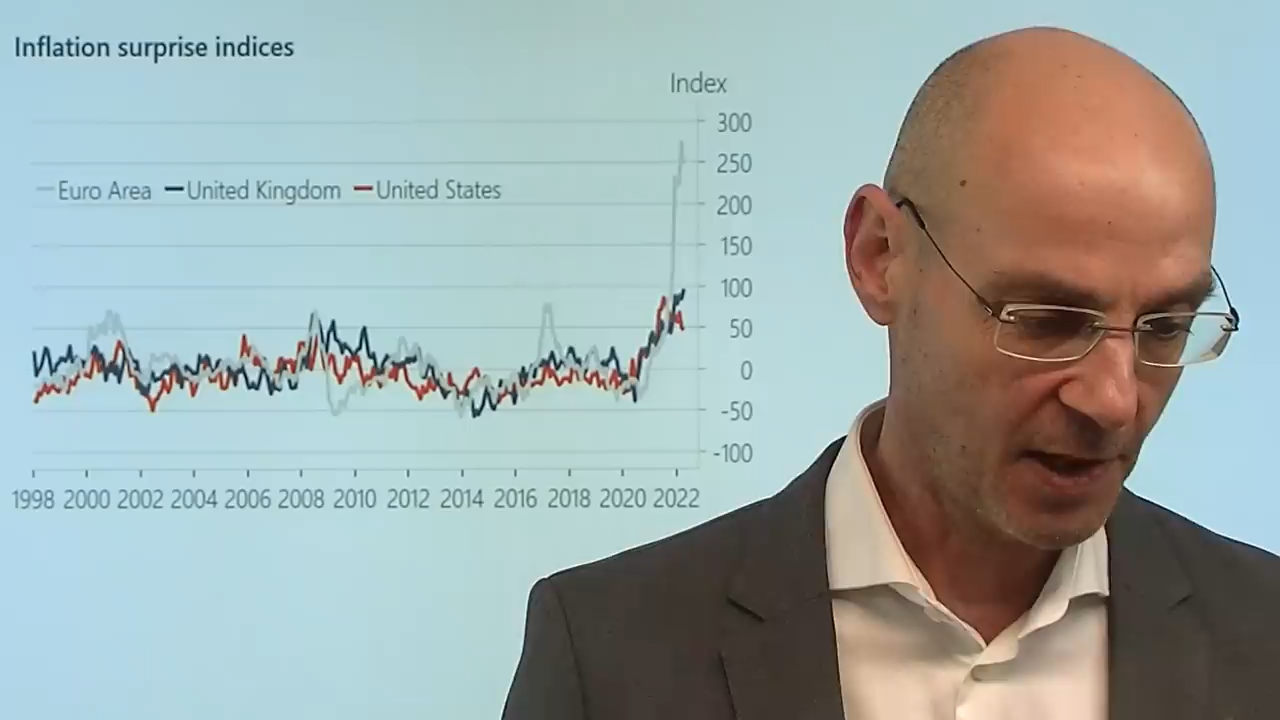 Inflation surprise indices
Index
300
250
Euro Area United Kingdom United States
200
150
100
50
0
-50
-100
1998 2000 2002 2004 2006 2008 2010 2012 2014 2016 2018 2020 2022